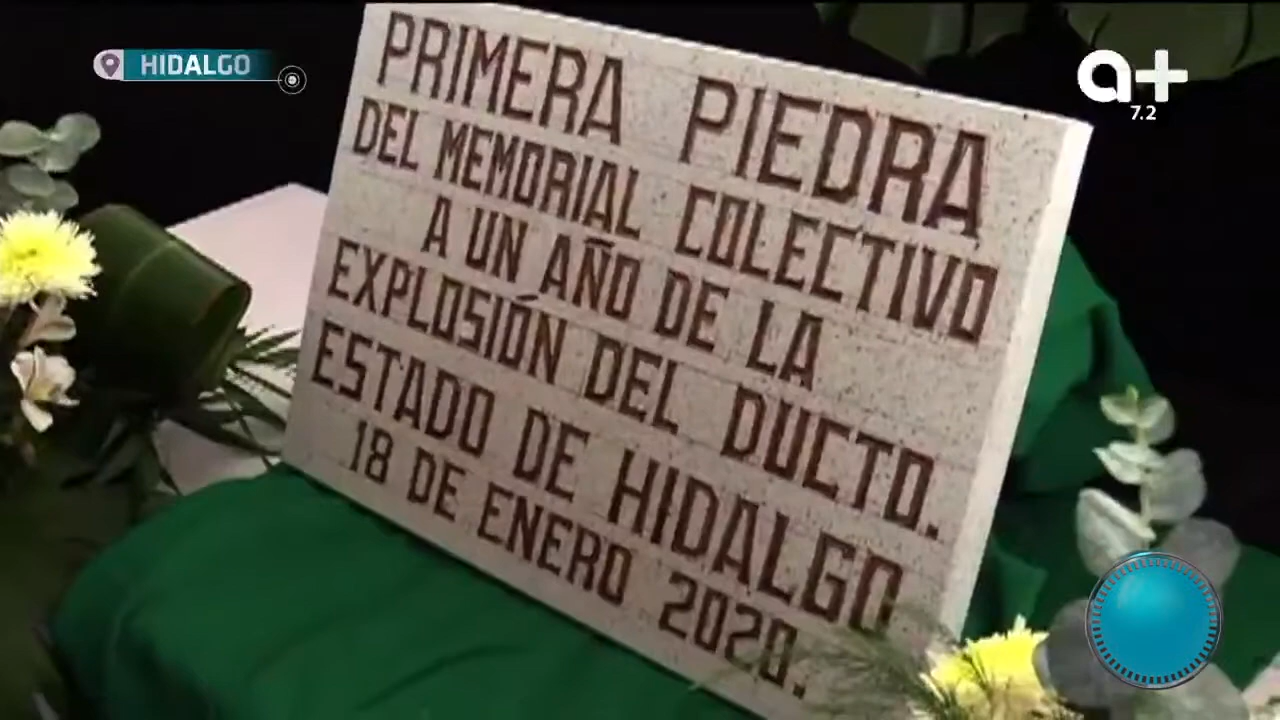 HIDALGO
a+
7.2
PRIMERA PIEDRA
DEL MEMORIAL COLECTIVO
A UN AÑO DE LA
EXPLOSIÓN DEL DUCTO.
ESTADO DE HIDALGO
18 DE ENERO 2020.